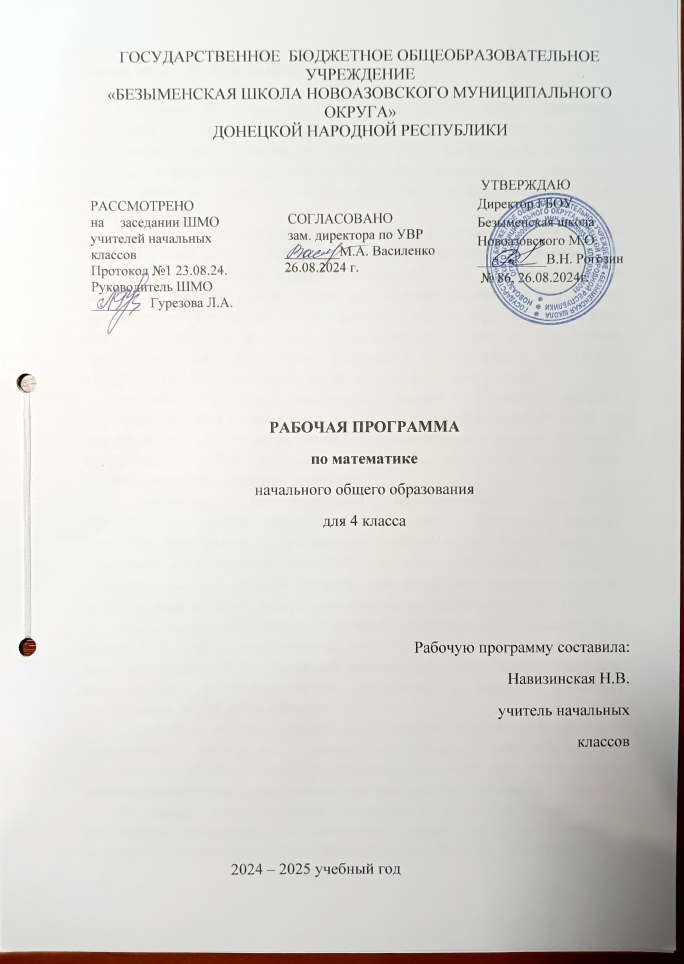 ГОСУДАРСТВЕННОЕ БЮДЖЕТНОЕ ОБЩЕОБРАЗОВАТЕЛЬНОЕ
УЧРЕЖДЕНИЕ
«БЕЗЫМЕНСКАЯ ШКОЛА НОВОАЗОВСКОГО МУНИЦИПАЛЬНОГО
ОКРУГА»
ДОНЕЦКОЙ НАРОДНОЙ РЕСПУБЛИКИ
РАССМОТРЕНО
на заседании ШМО
учителей начальных
классов
Протокол №1 23.08.24.
Руководитель ШМО
Гурезова Л.А.
СОГЛАСОВАНО
зам. директора по УВР
М.А. Василенко
26.08.2024 г.
УТВЕРЖДАЮ
Директор ГБОУ
Безыменская школа
Новоазовского М.О
В.Н. Рогозин
№ 86, 26.08.2024г.
РАБОЧАЯ ПРОГРАММА
по математике
начального общего образования
для 4 класса
Рабочую программу составила:
Навизинская Н.В.
учитель начальных
классов
2024 – 2025 учебный год